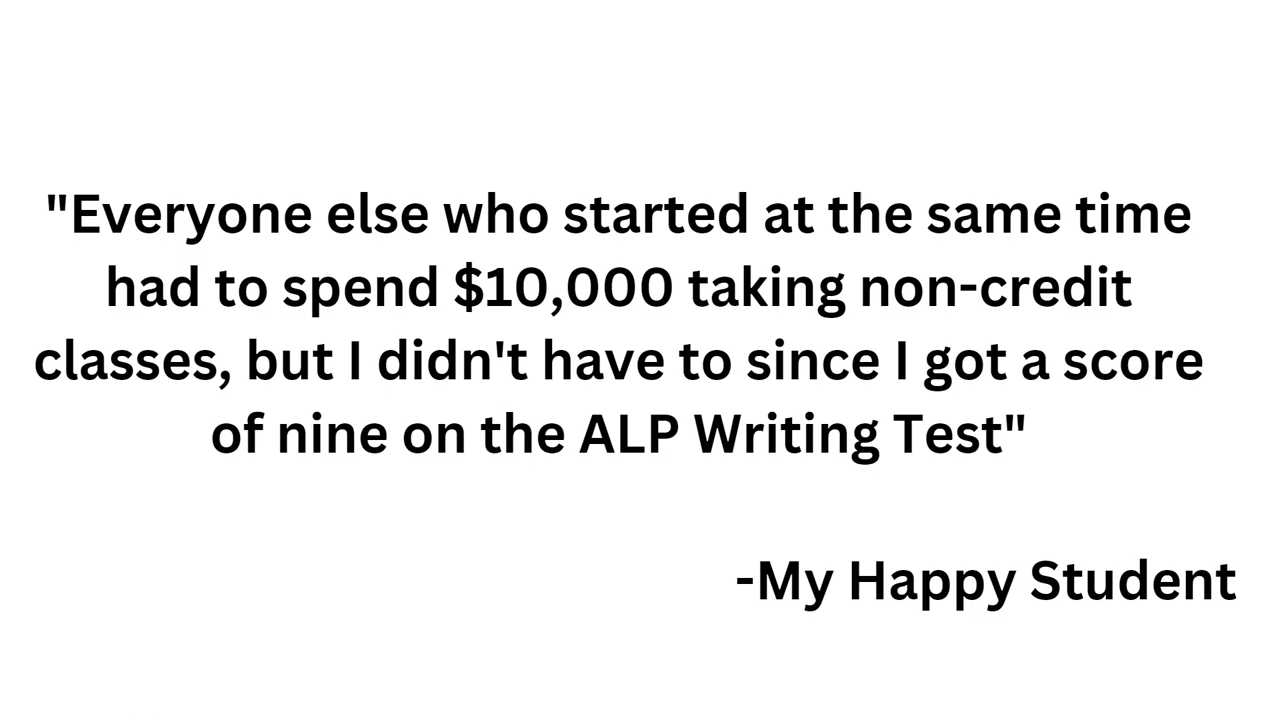 "Everyone else who started at the same time
had to spend $10,000 taking non-credit
classes, but I didn't have to since I got a score
of nine on the ALP Writing Test"
-My Happy Student